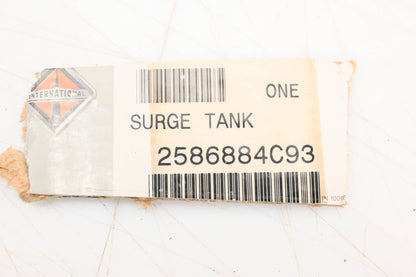 INTERNATIONAL
ONE
SURGE TANK
2586884C93